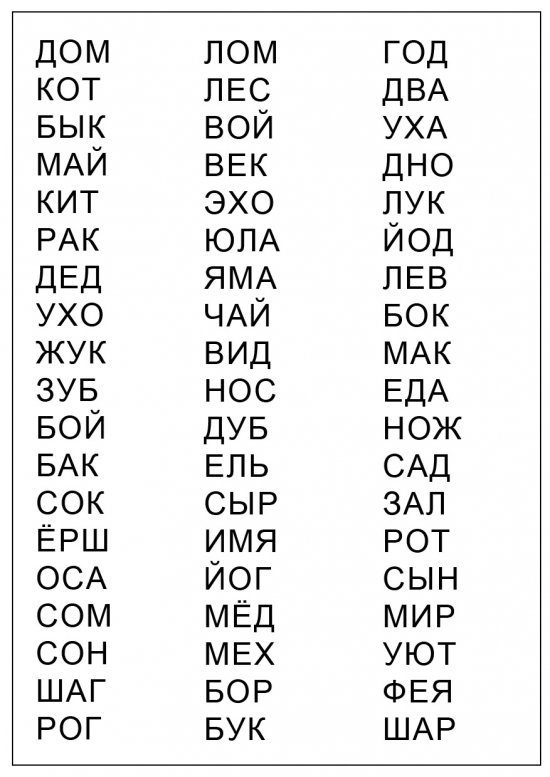 ДОМ ЛОМ ГОД
КОТ ЛЕС ДВА
БЫК ВОЙ УХА
МАЙ ВЕК ДНО
КИТ ЭХО ЛУК
РАК ЮЛА ЙОД
ДЕД ЯМА ЛЕВ
УХО ЧАЙ БОК
ЖУК ВИД МАК
ЗУБ НОС ЕДА
БОЙ ДУБ НОЖ
БАК ЕЛЬ САД
СОК СЫР ЗАЛ
ЁРШ ИМЯ РОТ
ОСА ЙОГ СЫН
СОМ МЁД МИР
СОН МЕХ УЮТ
ШАГ БОР ФЕЯ
РОГ БУК ШАР